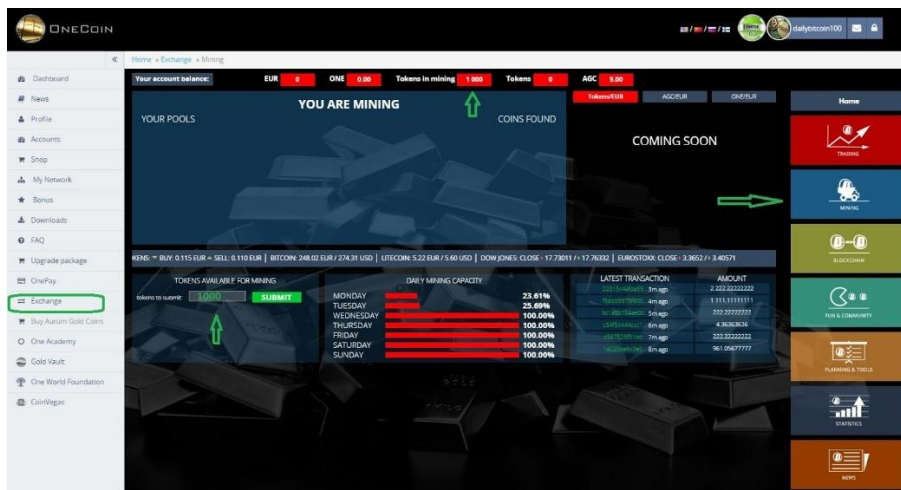 ONECOIN
dailybitcoin100
Home » Exchange » Mining
Dashboard
News
Profile
Accounts
Shop
My Network
Bonus
Downloads
FAQ
Upgrade package
OnePay
Exchange
Buy Aurum Gold Coins
One Academy
Gold Vault
One World Foundation
CoinVegas
Your account balance: EUR 0 ONE 0.00 Tokens in mining 1 000 Tokens 0 AGC 5.00
YOU ARE MINING
YOUR POOLS COINS FOUND
Tokens/EUR AGC/EUR ONE/EUR
COMING SOON
KENS: BUY: 0.115 EUR SELL: 0.110 EUR | BITCOIN: 248.02 EUR / 274.31 USD | LITECOIN: 5.22 EUR / 5.60 USD | DOW JONES: CLOSE 17.73011 / 17.76332 | EUROSTOXX: CLOSE 3.3652 / 3.40571
TOKENS AVAILABLE FOR MINING
tokens to suomit 1000 SUBMIT
DAILY MINING CAPACITY
MONDAY 23.61%
TUESDAY 25.69%
WEDNESDAY 100.00%
THURSDAY 100.00%
FRIDAY 100.00%
SATURDAY 100.00%
SUNDAY 100.00%
LATEST TRANSACTION AMOUNT
3m ago 2 222.22222222
4m ago 1 111.11111111
5m ago 222.22222222
6m ago 4.36363636
7m ago 222.22222222
8m ago 961.05677777
Home
TRADING
MINING
BLOCKCHAIN
FUN & COMMUNITY
PLANNING & TOOLS
STATISTICS
NEWS